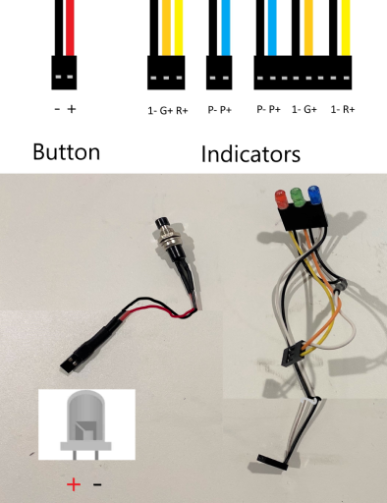 - +
1- G+ R+
P- P+
P- P+
1- G+
1- R+
Button
Indicators
+ -